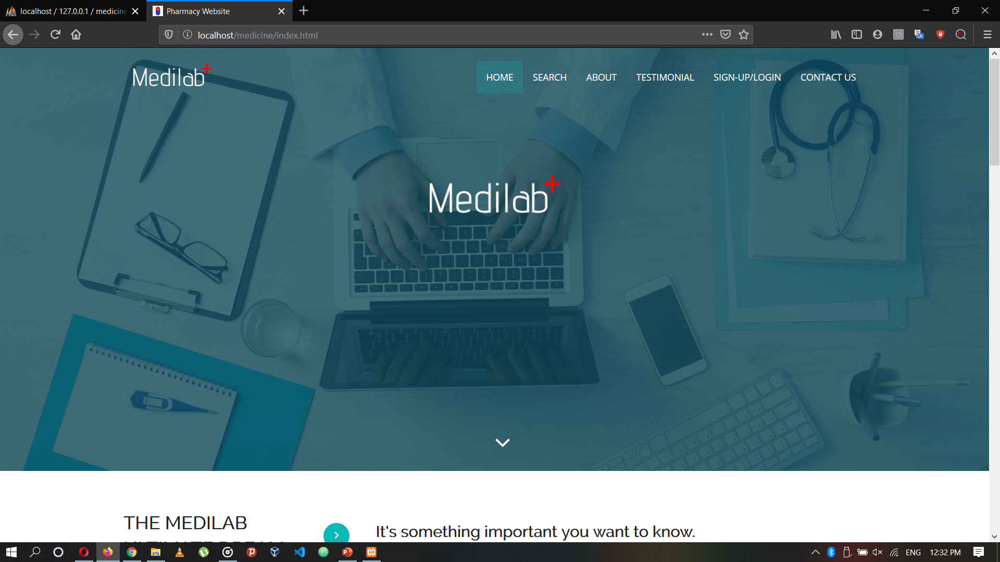 localhost / 127.0.0.1 / medicine
Pharmacy Website
localhost/medicine/index.html
Medilab+
HOME SEARCH ABOUT TESTIMONIAL SIGN-UP/LOGIN CONTACT US
Medilab+
THE MEDILAB
It's something important you want to know.
ENG 12:32 PM